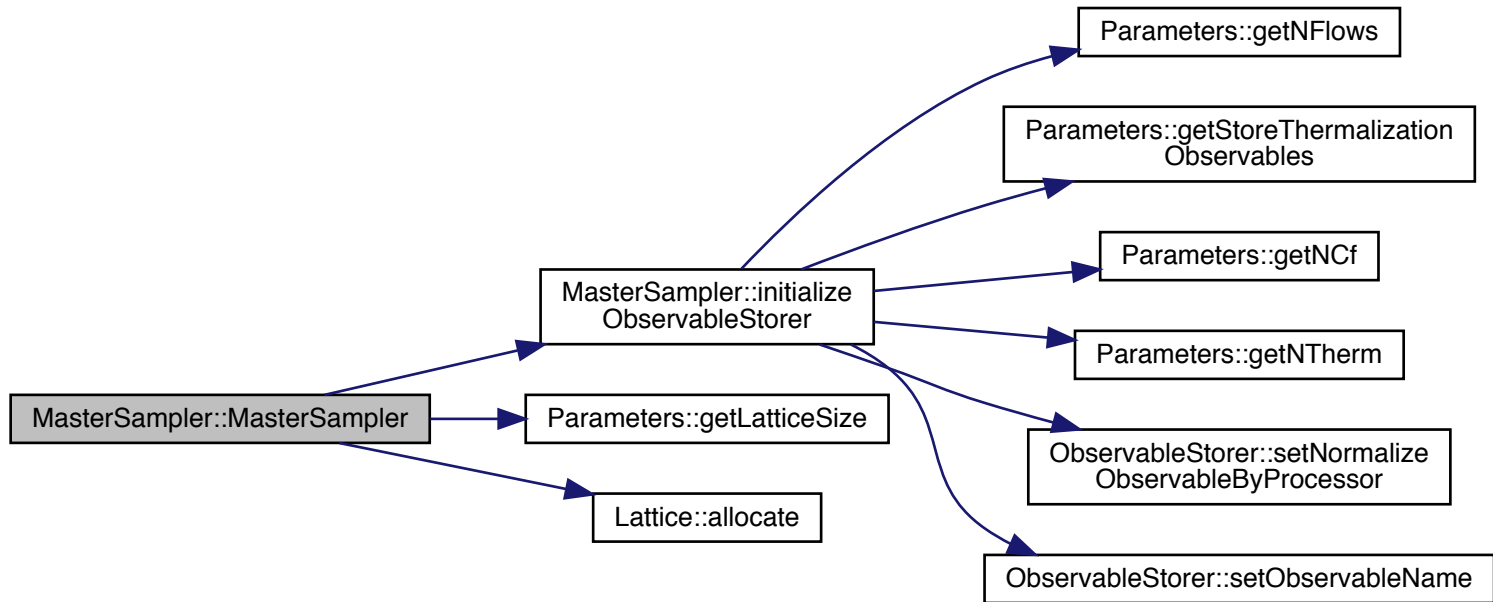 Parameters::getNFlows
Parameters::getStoreThermalization
Observables
Parameters::getNCf
MasterSampler::initialize
ObservableStorer
Parameters::getNTherm
MasterSampler::MasterSampler
Parameters::getLatticeSize
ObservableStorer::setNormalize
ObservableByProcessor
Lattice::allocate
ObservableStorer::setObservableName